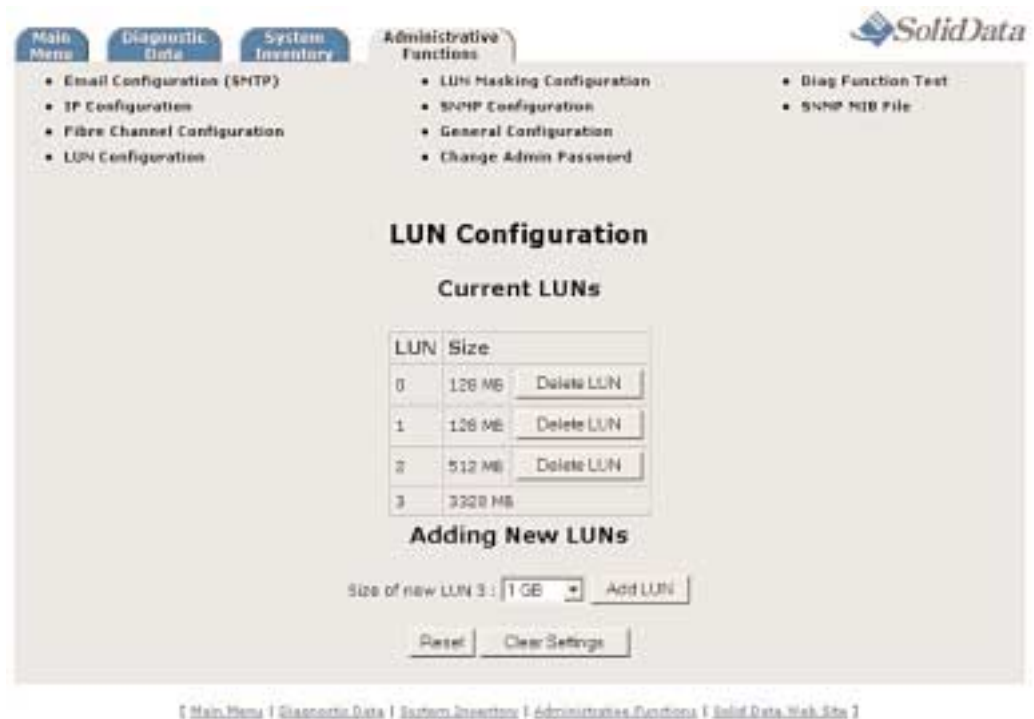 SolidData
Main Menu
Diagnostic Data
System Inventory
Administrative Functions
• Email Configuration (SMTP)
• IP Configuration
• Fibre Channel Configuration
• LUN Configuration
• LUN Masking Configuration
• SNMP Configuration
• General Configuration
• Change Admin Password
• Diag Function Test
• SNMP MIB File
LUN Configuration
Current LUNs
LUN Size
0 128 MB Delete LUN
1 128 MB Delete LUN
2 512 MB Delete LUN
3 3328 MB
Adding New LUNs
Size of new LUN 3 : 1 GB Add LUN
Reset Clear Settings
[ Main Menu | Diagnostic Data | System Inventory | Administrative Functions | Solid Data Web Site ]